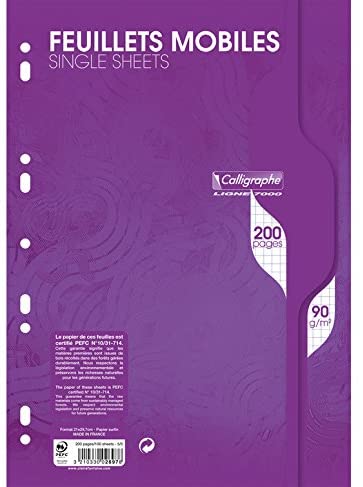 FEUILLETS MOBILES
SINGLE SHEETS
Calligraphe
LIGNE 7000
200
pages
90
g/m²
Le papier de ces feuilles est
certifié PEFC N°10/31-714.
Cette garantie signifie que les
matières premières sont issues de
bois récoltés dans des forêts gérées
durablement. Nous respectons la
législation environnementale et
préservons les richesses naturelles
pour les générations futures.
The paper of these sheets is PEFC
certified N° 10/31-714.
This guarantee means that the raw
materials come from sustainably managed
forests. We respect environmental
legislation and preserve natural resources
for future generations.
Format 21x29,7cm - Papier surfin
MADE IN FRANCE
PEFC
200 pages/100 sheets - 5/5
3 210330 028976